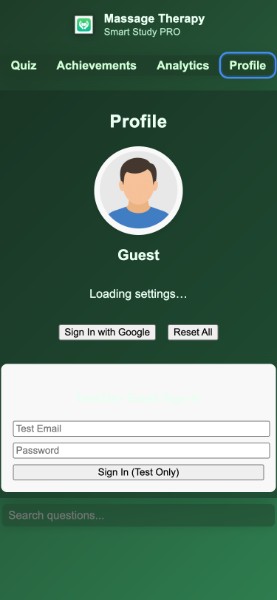 Massage Therapy
Smart Study PRO
Quiz Achievements Analytics Profile
Profile
Guest
Loading settings…
Sign In with Google Reset All
Test Email
Password
Sign In (Test Only)
Search questions...